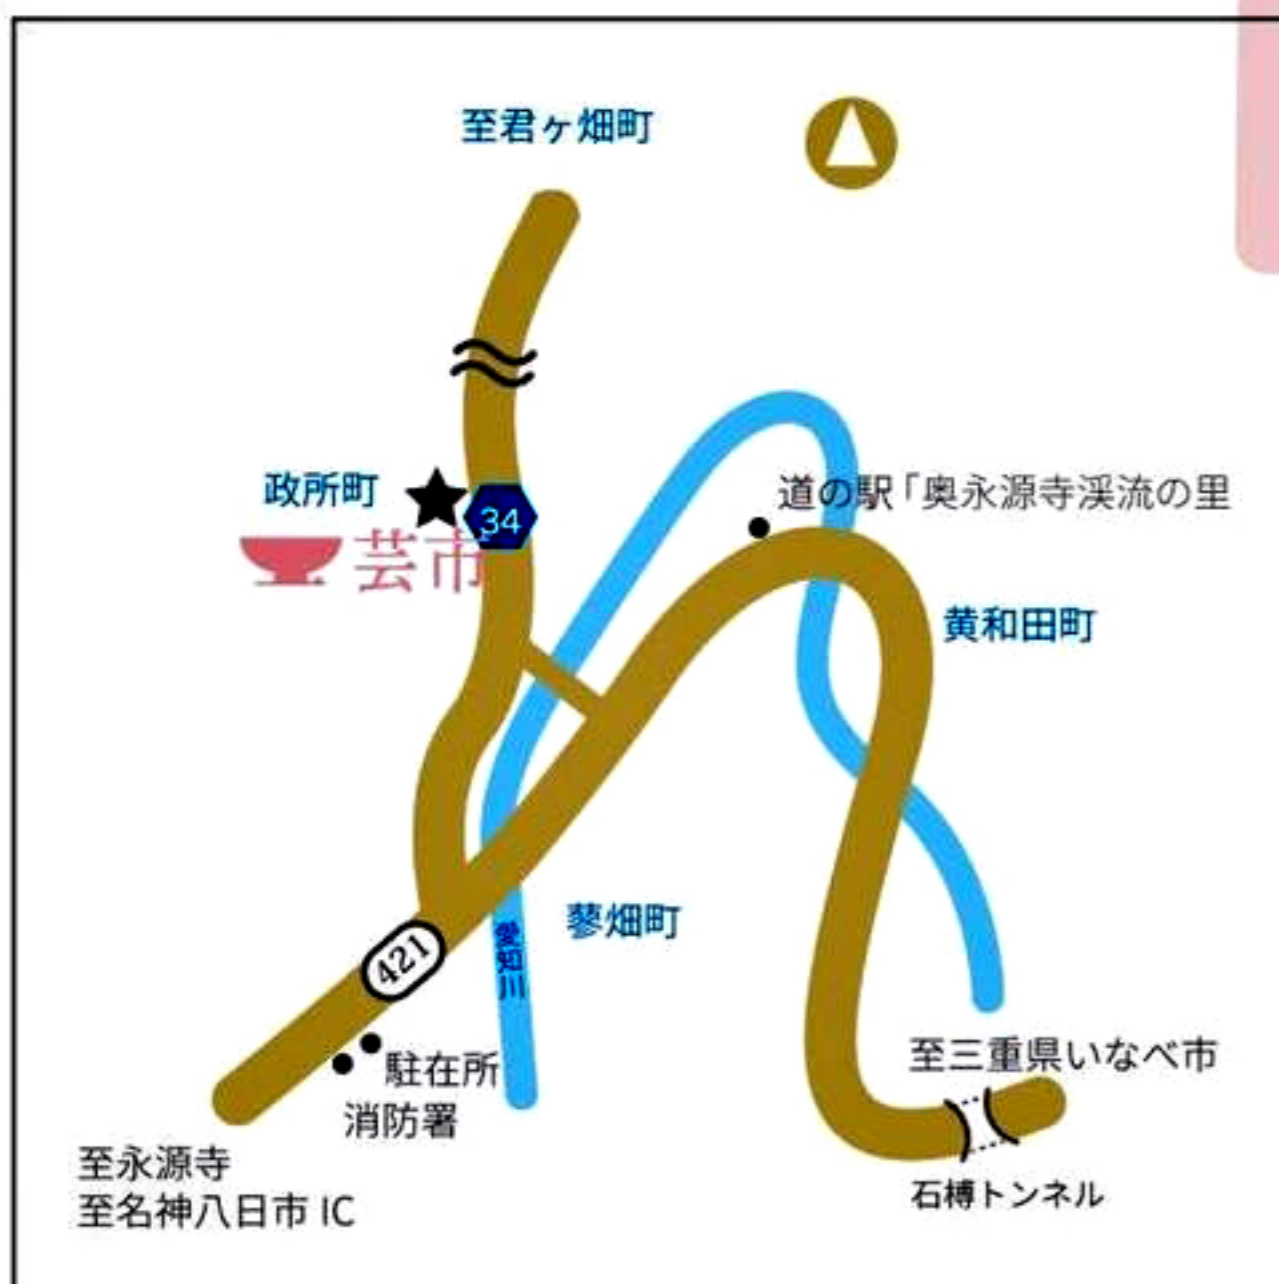 至君ヶ畑町
政所町
34
芸市
道の駅「奥永源寺渓流の里
黄和田町
蓼畑町
421
愛知川
駐在所
消防署
至三重県いなべ市
至永源寺
至名神八日市 IC
石榑トンネル